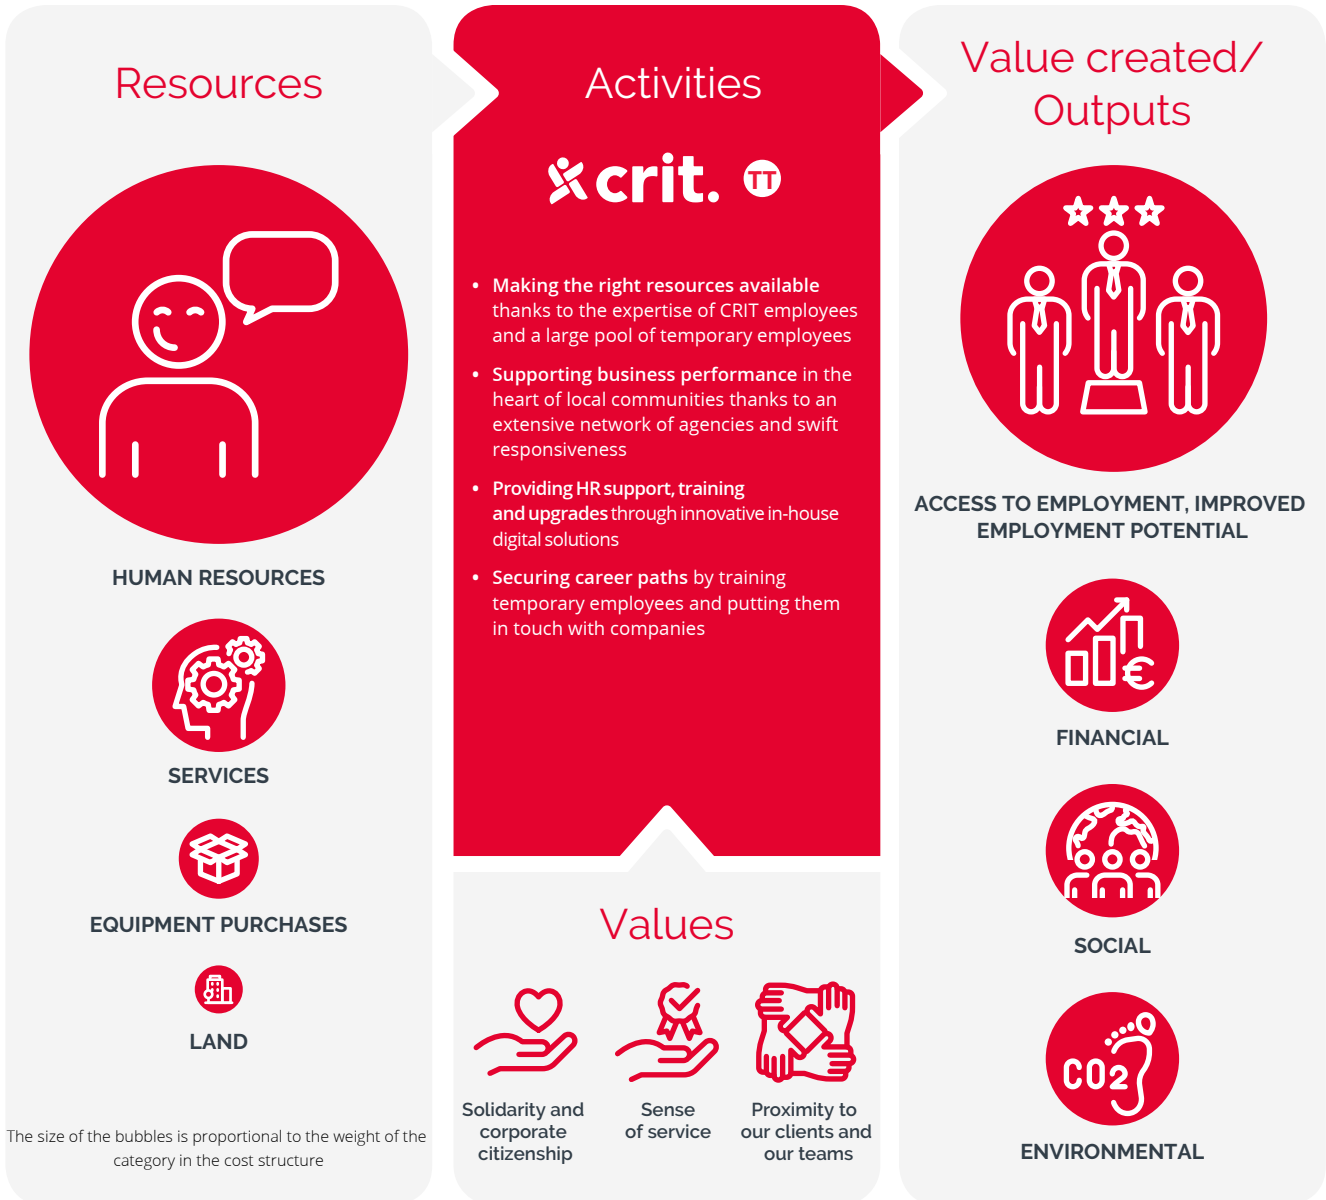 Resources
HUMAN RESOURCES
SERVICES
EQUIPMENT PURCHASES
LAND
The size of the bubbles is proportional to the weight of the
category in the cost structure
Activities
crit. TT
• Making the right resources available
thanks to the expertise of CRIT employees
and a large pool of temporary employees
• Supporting business performance in the
heart of local communities thanks to an
extensive network of agencies and swift
responsiveness
• Providing HR support, training
and upgrades through innovative in-house
digital solutions
• Securing career paths by training
temporary employees and putting them
in touch with companies
Values
Solidarity and
corporate
citizenship
Sense
of service
Proximity to
our clients and
our teams
Value created/
Outputs
ACCESS TO EMPLOYMENT, IMPROVED
EMPLOYMENT POTENTIAL
€
FINANCIAL
SOCIAL
CO2
ENVIRONMENTAL